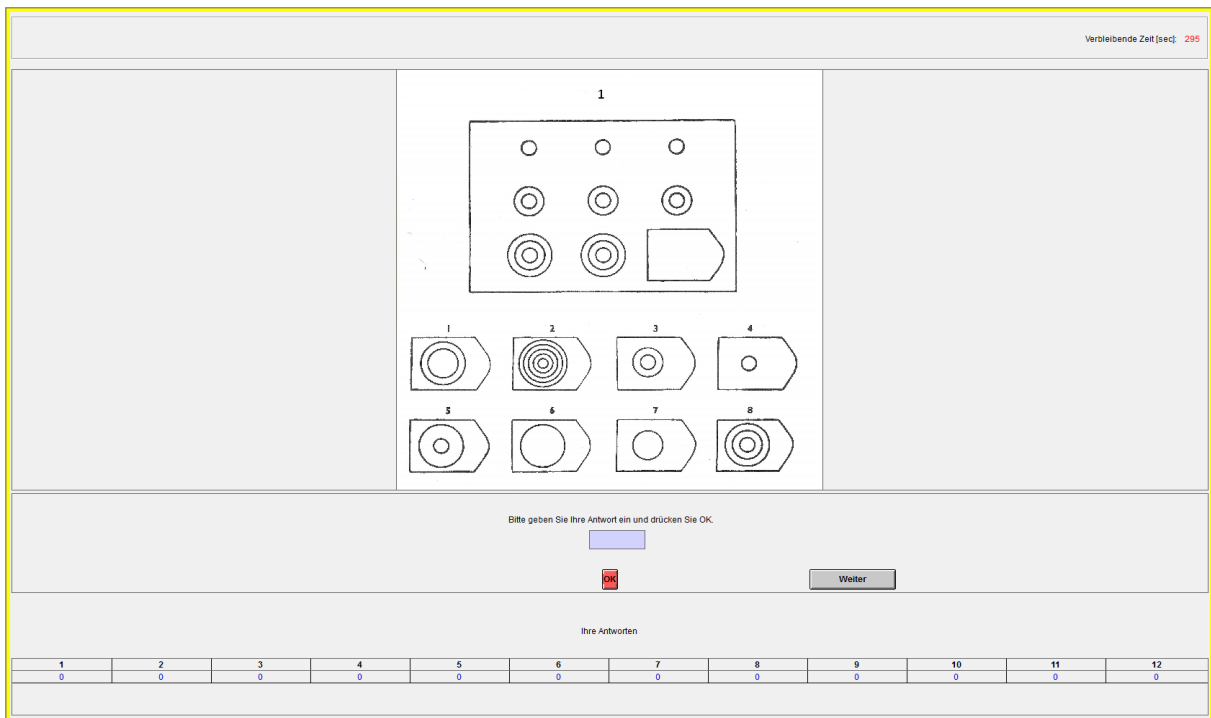 Verbleibende Zeit [sec]: 295
1
1 2 3 4
5 6 7 8
Bitte geben Sie Ihre Antwort ein und drücken Sie OK.
OK Weiter
Ihre Antworten
1 2 3 4 5 6 7 8 9 10 11 12
0 0 0 0 0 0 0 0 0 0 0 0